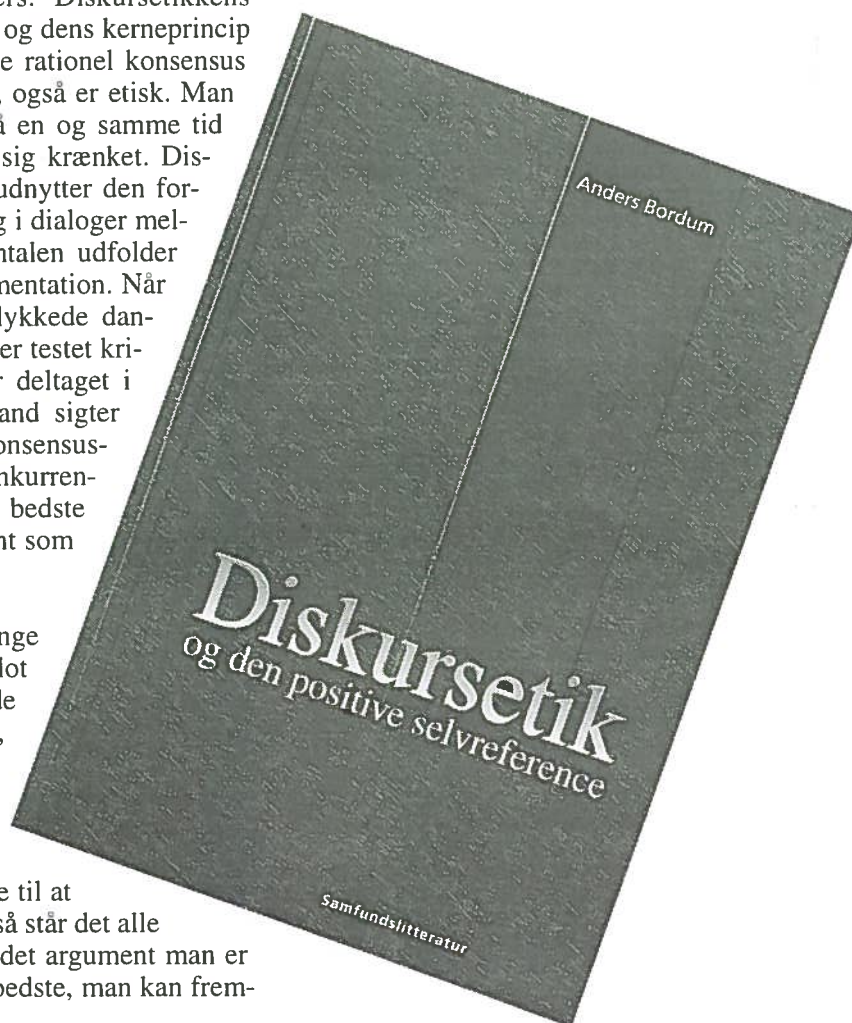 ers. Diskursetikkens
og dens kerneprincip
e rationel konsensus
, også er etisk. Man
å en og samme tid
sig krænket. Dis-
udnytter den for-
g i dialoger mel-
ntalen udfolder
mentation. Når
lykkede dan-
er testet kri-
r deltaget i
and sigter
onsensus-
nkurren-
bedste
nt som
nge
lot
le
,
e til at
så står det alle
det argument man er
bedste, man kan frem-
Anders Bordum
Diskursetik
og den positive selvreference
Samfundslitteratur